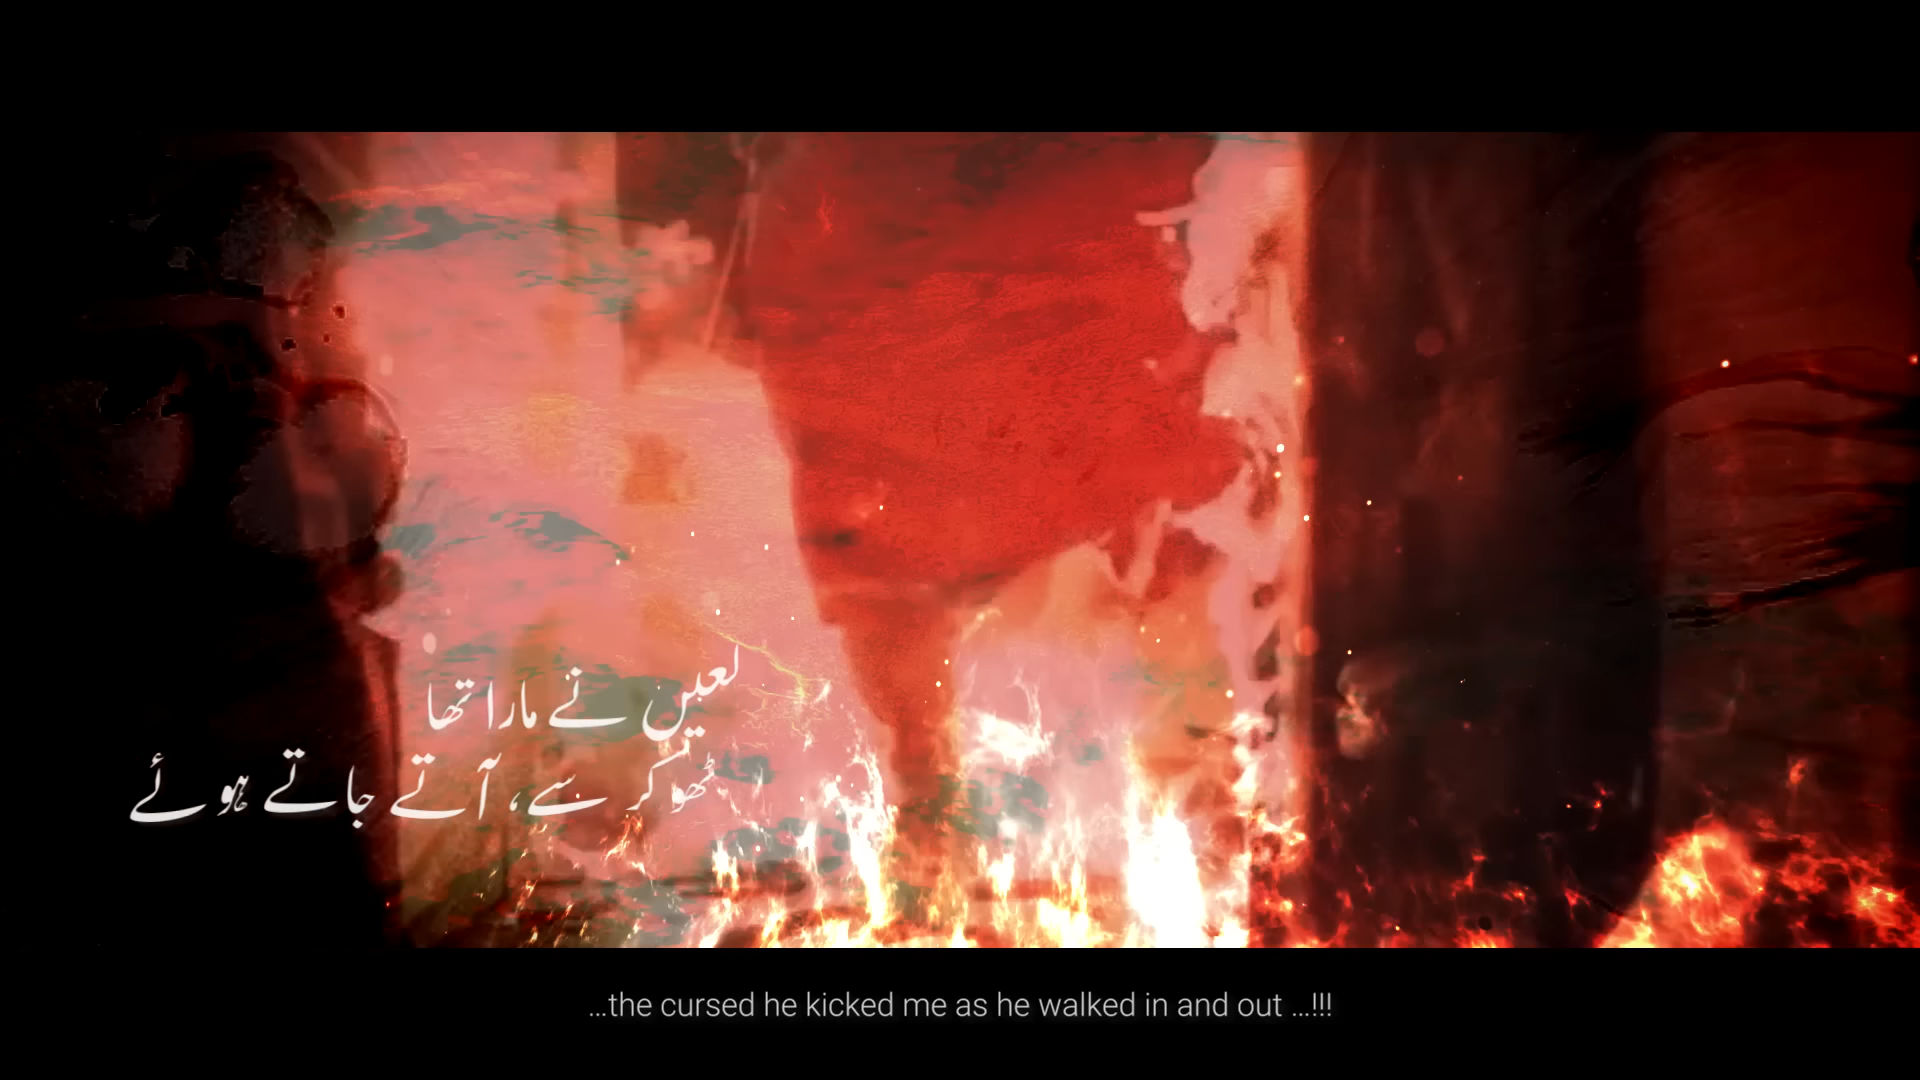 لعیں نے مارا تھا
ٹھوکر سے، آتے جاتے ہوئے
...the cursed he kicked me as he walked in and out ...!!!